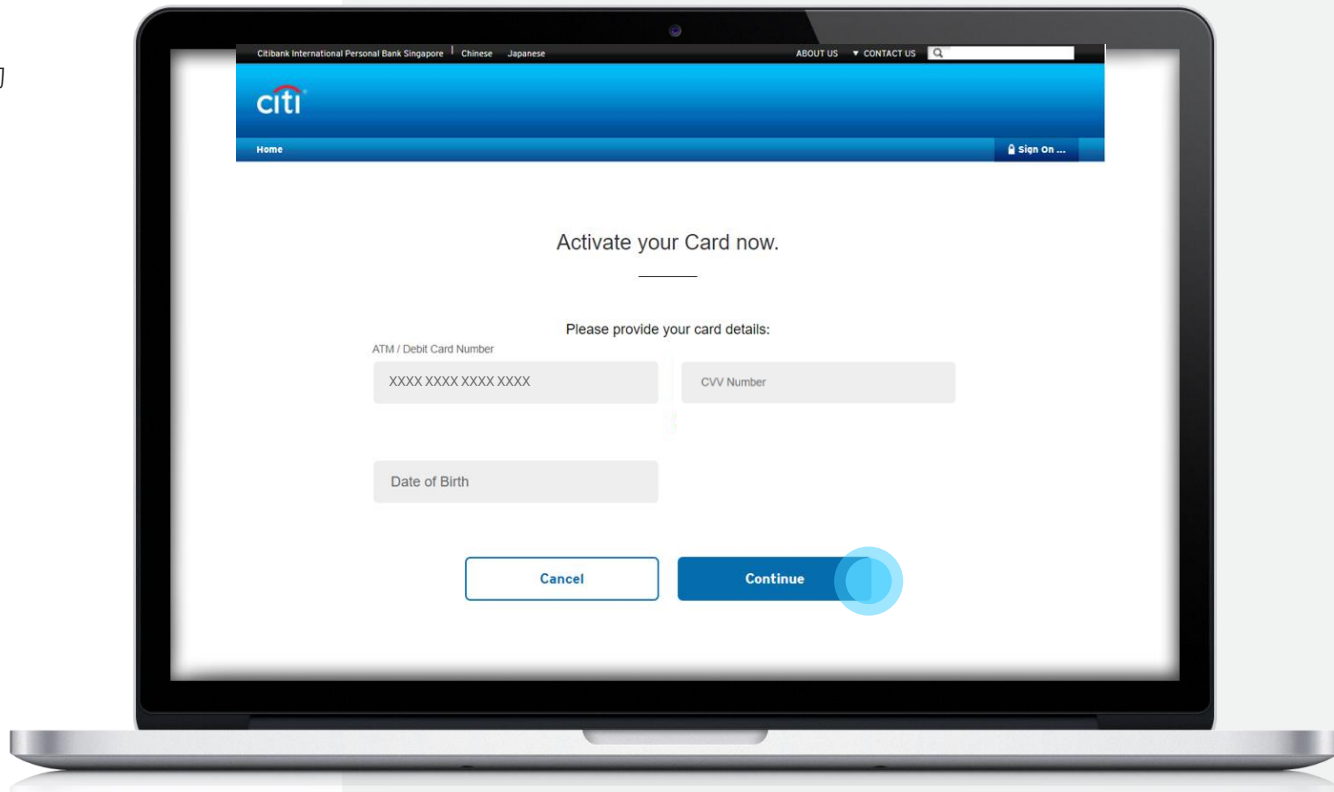 Citibank International Personal Bank Singapore Chinese Japanese ABOUT US CONTACT US
citi
Home Sign On ...
Activate your Card now.
Please provide your card details:
ATM / Debit Card Number
XXXX XXXX XXXX XXXX CVV Number
Date of Birth
Cancel Continue